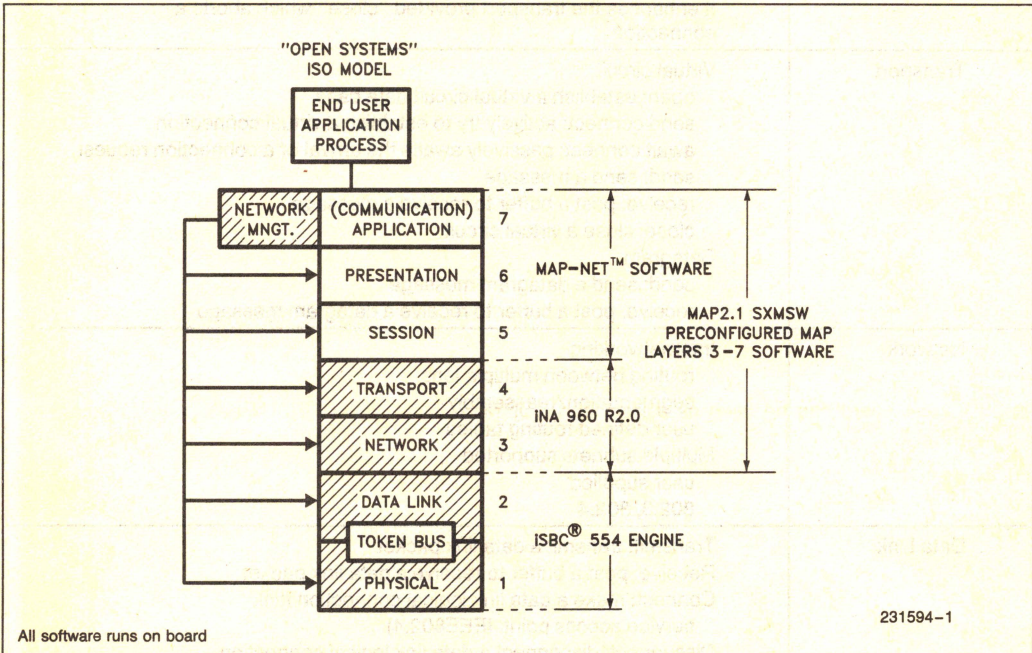 "OPEN SYSTEMS"
ISO MODEL
END USER
APPLICATION
PROCESS
NETWORK
MNGT.
(COMMUNICATION)
APPLICATION
7
PRESENTATION
6
SESSION
5
TRANSPORT
4
NETWORK
3
DATA LINK
2
TOKEN BUS
PHYSICAL
1
MAP-NET™ SOFTWARE
iNA 960 R2.0
iSBC® 554 ENGINE
MAP2.1 SXMSW
PRECONFIGURED MAP
LAYERS 3-7 SOFTWARE
231594-1
All software runs on board